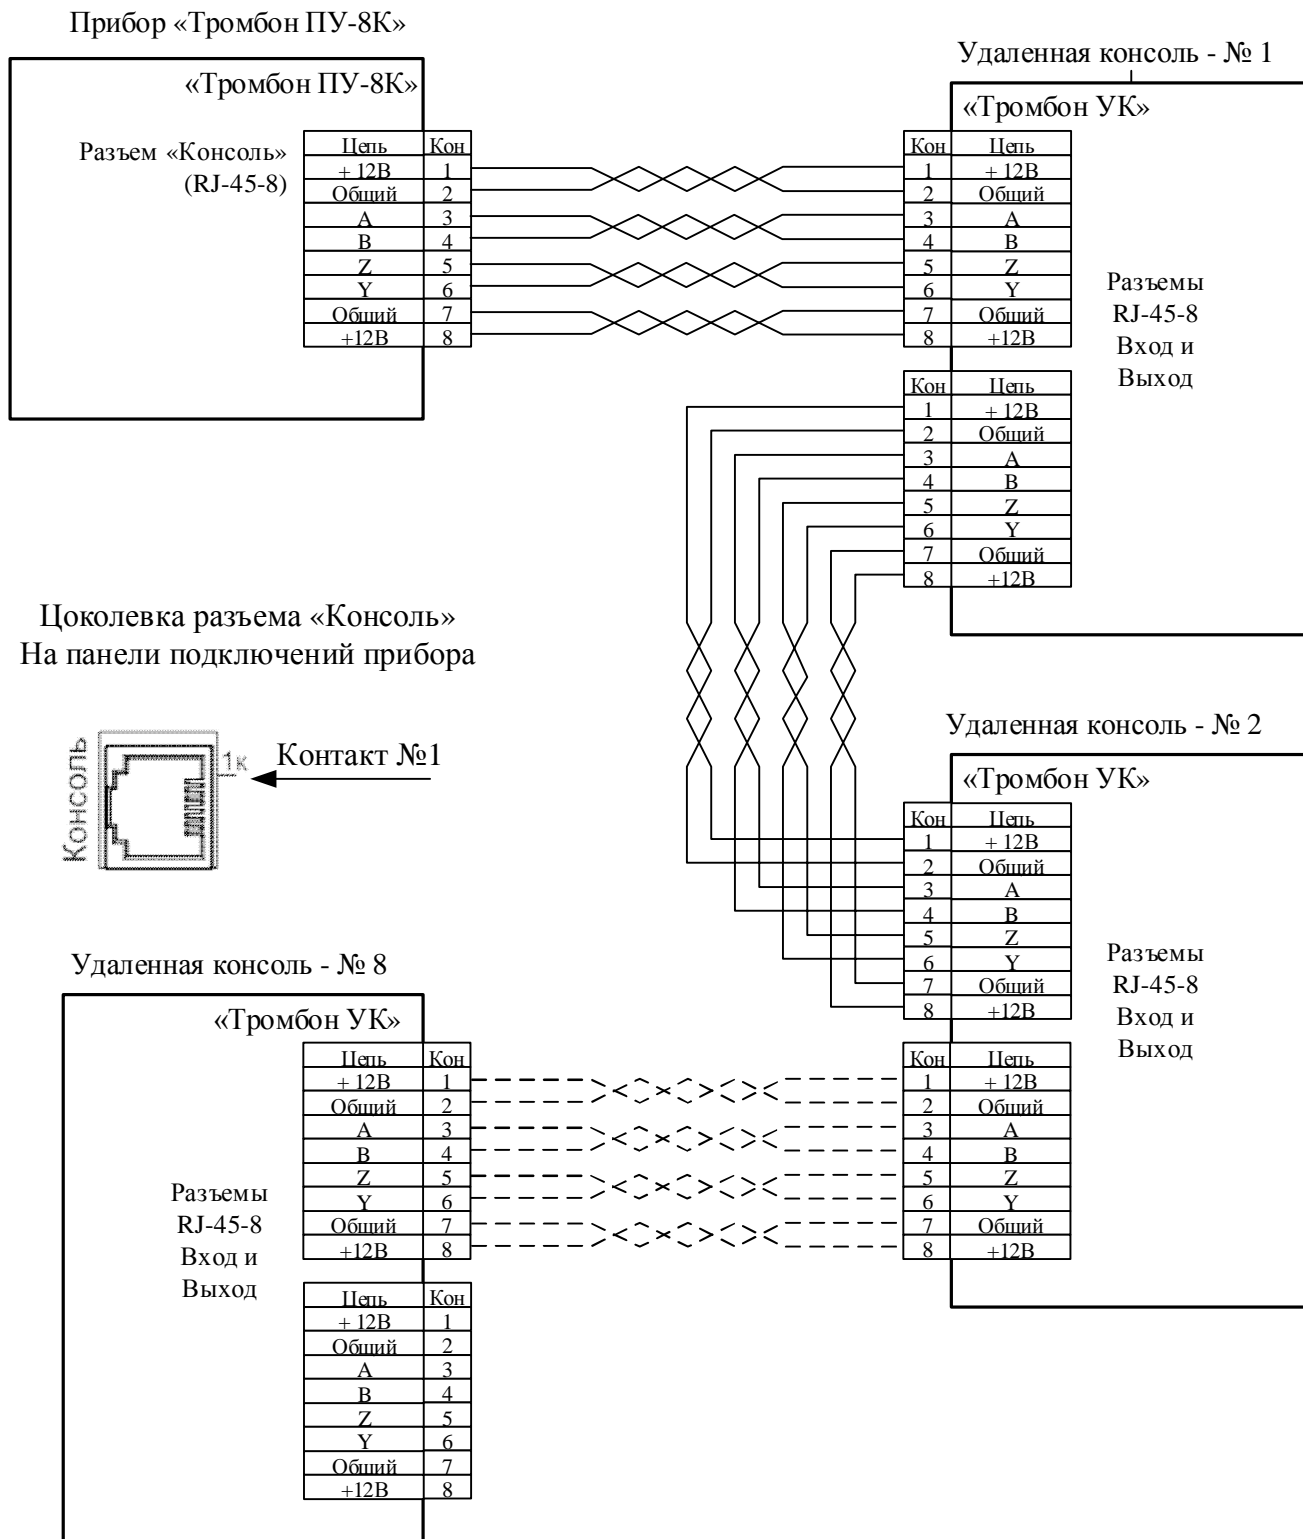 Прибор «Тромбон ПУ-8К»
«Тромбон ПУ-8К»
Разъем «Консоль»
(RJ-45-8)
Цепь Кон
+ 12В 1
Общий 2
A 3
B 4
Z 5
Y 6
Общий 7
+12В 8
Удаленная консоль - № 1
«Тромбон УК»
Кон Цепь
1 + 12В
2 Общий
3 A
4 B
5 Z
6 Y
7 Общий
8 +12В
Разъемы
RJ-45-8
Вход и
Выход
Кон Цепь
1 + 12В
2 Общий
3 A
4 B
5 Z
6 Y
7 Общий
8 +12В
Цоколевка разъема «Консоль»
На панели подключений прибора
Консоль
1к
Контакт №1
Удаленная консоль - № 2
«Тромбон УК»
Кон Цепь
1 + 12В
2 Общий
3 A
4 B
5 Z
6 Y
7 Общий
8 +12В
Разъемы
RJ-45-8
Вход и
Выход
Кон Цепь
1 + 12В
2 Общий
3 A
4 B
5 Z
6 Y
7 Общий
8 +12В
Удаленная консоль - № 8
«Тромбон УК»
Цепь Кон
+ 12В 1
Общий 2
A 3
B 4
Z 5
Y 6
Общий 7
+12В 8
Разъемы
RJ-45-8
Вход и
Выход
Цепь Кон
+ 12В 1
Общий 2
A 3
B 4
Z 5
Y 6
Общий 7
+12В 8